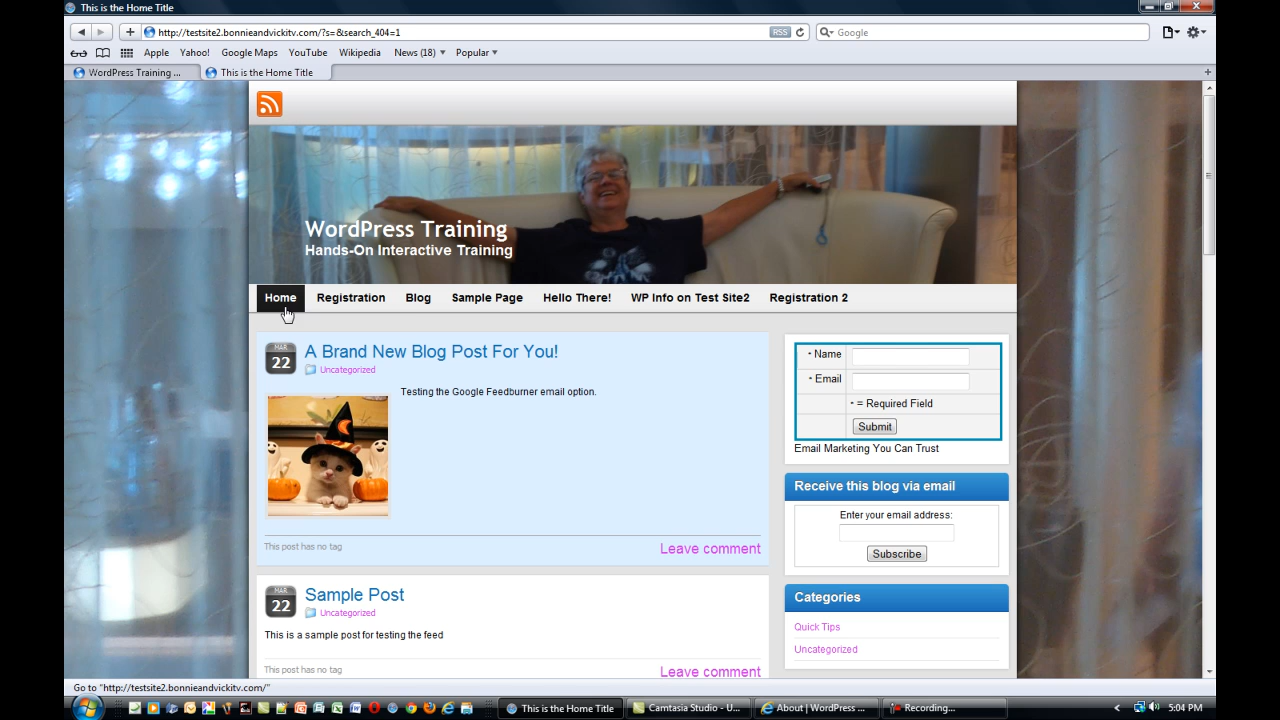 This is the Home Title
http://testsite2.bonnieandvickitv.com/?s=&search_404=1
RSS
Google
Apple
Yahoo!
Google Maps
YouTube
Wikipedia
News (18)
Popular
WordPress Training ...
This is the Home Title
WordPress Training
Hands-On Interactive Training
Home
Registration
Blog
Sample Page
Hello There!
WP Info on Test Site2
Registration 2
MAR
22
A Brand New Blog Post For You!
Uncategorized
Testing the Google Feedburner email option.
This post has no tag
Leave comment
MAR
22
Sample Post
Uncategorized
This is a sample post for testing the feed
This post has no tag
Leave comment
* Name
* Email
* = Required Field
Submit
Email Marketing You Can Trust
Receive this blog via email
Enter your email address:
Subscribe
Categories
Quick Tips
Uncategorized
Go to "http://testsite2.bonnieandvickitv.com/"
This is the Home Title
Camtasia Studio - U...
About | WordPress ...
Recording...
5:04 PM